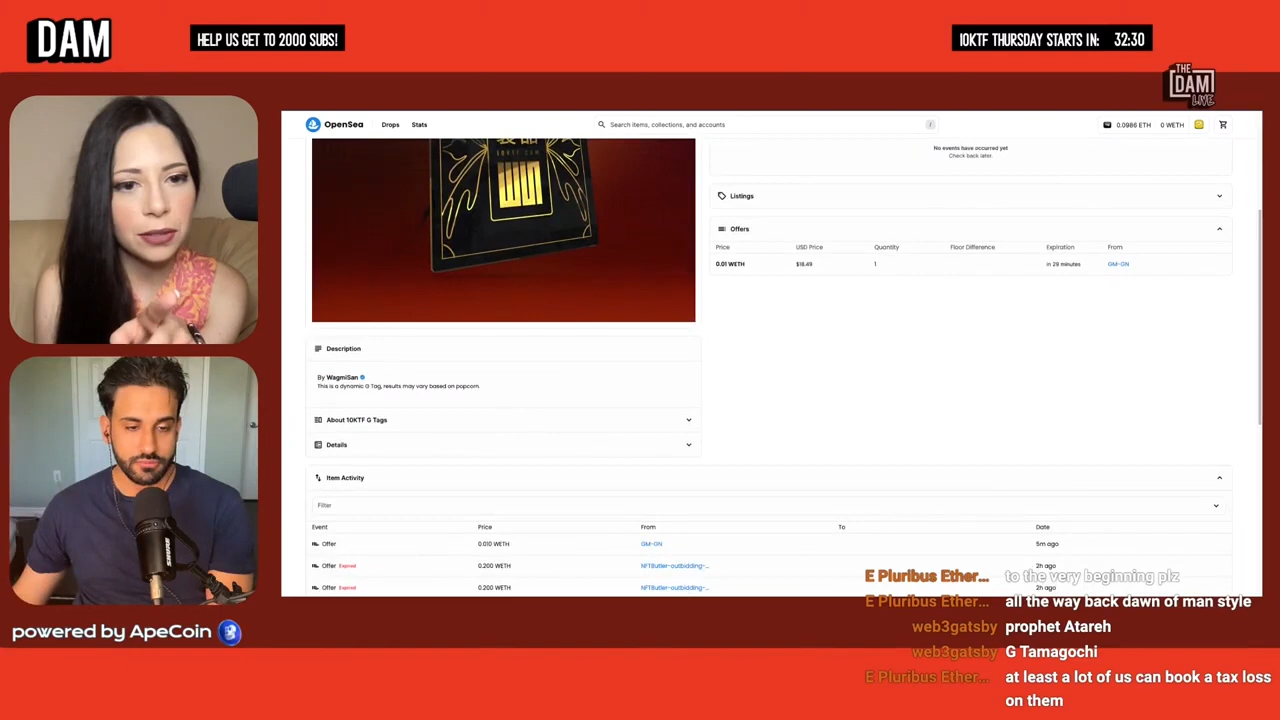 DAM
HELP US GET TO 2000 SUBS!
10KTF THURSDAY STARTS IN: 32:30
THE
DAM
LIVE
OpenSea
Drops
Stats
Search items, collections, and accounts
/
0.0986 ETH
0 WETH
No events have occurred yet
Check back later.
Listings
Offers
Price
USD Price
Quantity
Floor Difference
Expiration
From
0.01 WETH
$18.49
1
in 29 minutes
GM-GN
Description
By WagmiSan
This is a dynamic G Tag, results may vary based on popcorn.
About 10KTF G Tags
Details
Item Activity
Filter
Event
Price
From
To
Date
Offer
0.010 WETH
GM-GN
5m ago
Offer Expired
0.200 WETH
NFTButler-outbidding-...
2h ago
Offer Expired
0.200 WETH
NFTButler-outbidding-...
2h ago
SHURE
powered by ApeCoin
E Pluribus Ether... to the very beginning plz
E Pluribus Ether... all the way back dawn of man style
web3gatsby prophet Atareh
web3gatsby G Tamagochi
E Pluribus Ether... at least a lot of us can book a tax loss
on them